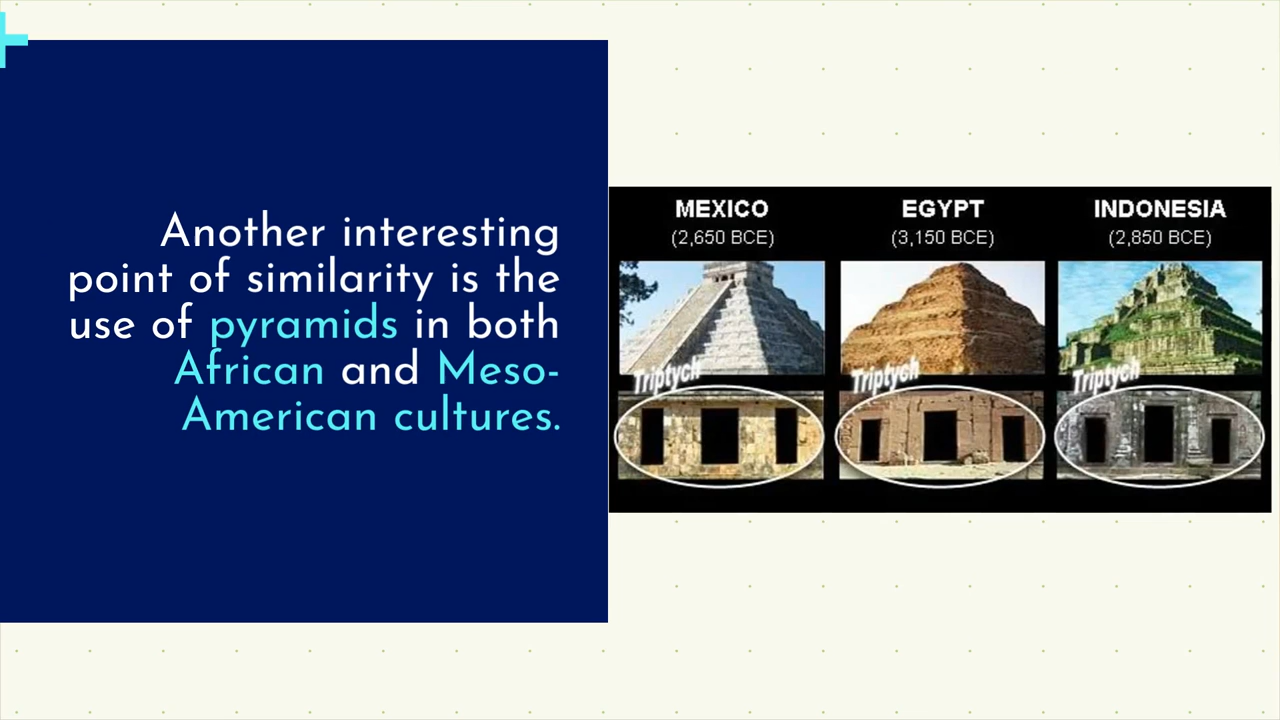 Another interesting
point of similarity is the
use of pyramids in both
African and Meso-
American cultures.
MEXICO
(2,650 BCE)
EGYPT
(3,150 BCE)
INDONESIA
(2,850 BCE)
Triptych
Triptych
Triptych